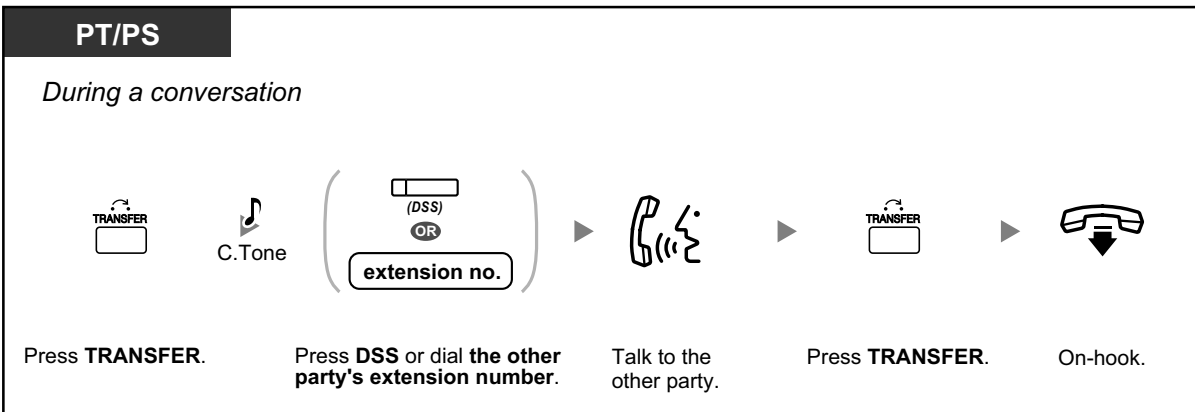 PT/PS
During a conversation
TRANSFER
C.Tone
(DSS)
OR
extension no.
TRANSFER
Press TRANSFER.
Press DSS or dial the other
party's extension number.
Talk to the
other party.
Press TRANSFER.
On-hook.